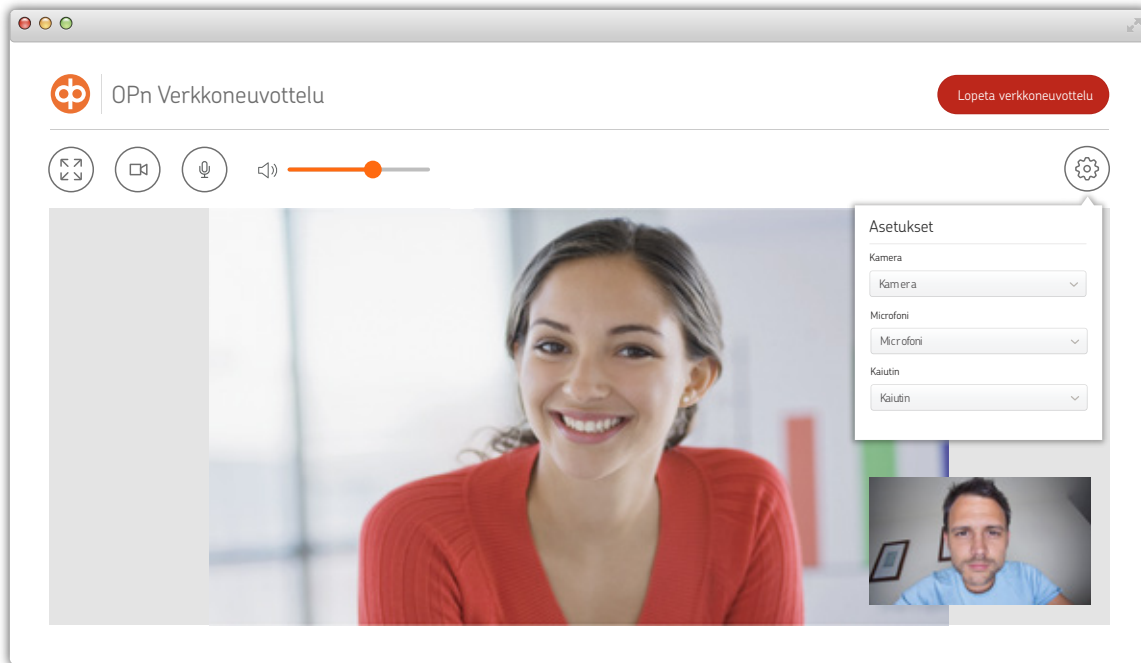 OPn Verkkoneuvottelu
Lopeta verkkoneuvottelu
Asetukset
Kamera
Kamera
Microfoni
Microfoni
Kaiutin
Kaiutin